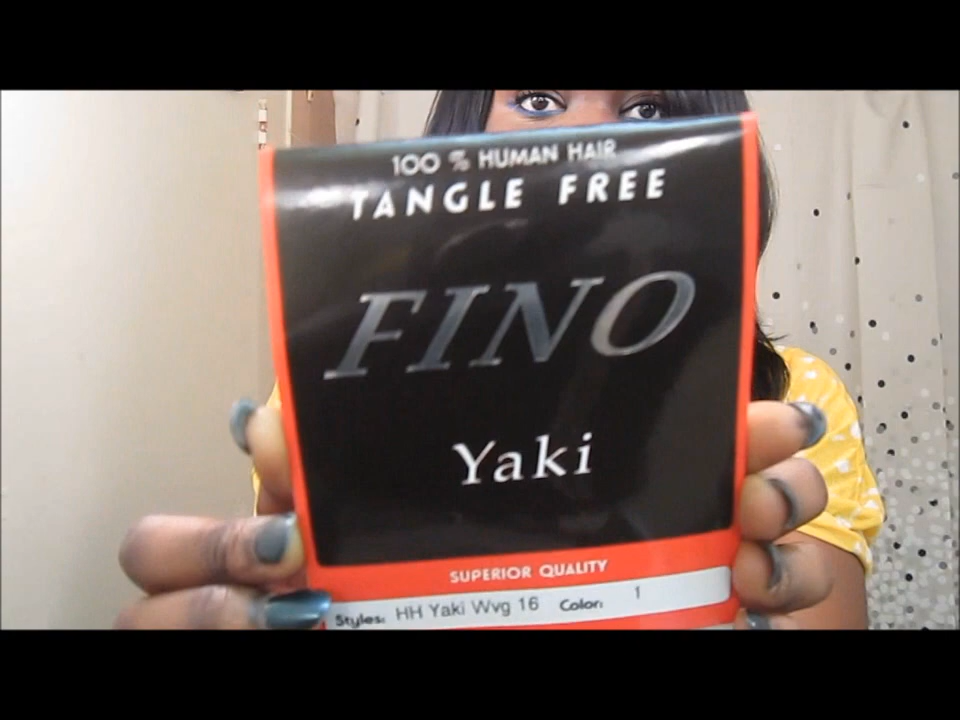 100 % HUMAN HAIR
TANGLE FREE
FINO
Yaki
SUPERIOR QUALITY
Styles: HH Yaki Wvg 16 Color: 1